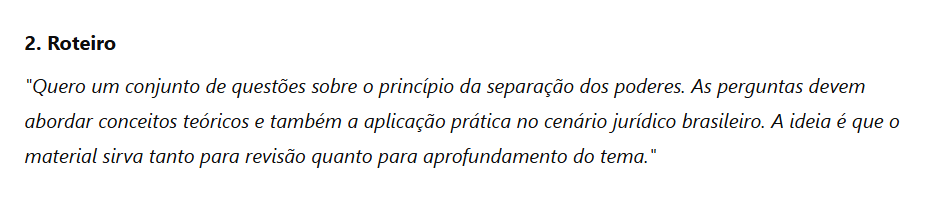 2. Roteiro
"Quero um conjunto de questões sobre o princípio da separação dos poderes. As perguntas devem
abordar conceitos teóricos e também a aplicação prática no cenário jurídico brasileiro. A ideia é que o
material sirva tanto para revisão quanto para aprofundamento do tema."